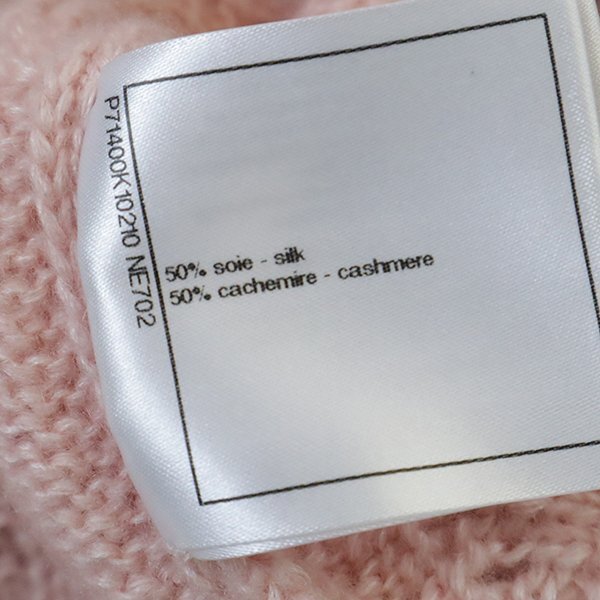 P71400K10210 NE702
50% soie - silk
50% cachemire - cashmere